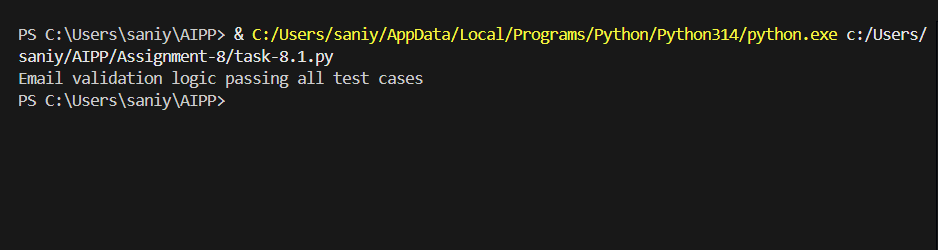 PS C:\Users\saniy\AIPP> & C:/Users/saniy/AppData/Local/Programs/Python/Python314/python.exe c:/Users/
saniy/AIPP/Assignment-8/task-8.1.py
Email validation logic passing all test cases
PS C:\Users\saniy\AIPP>